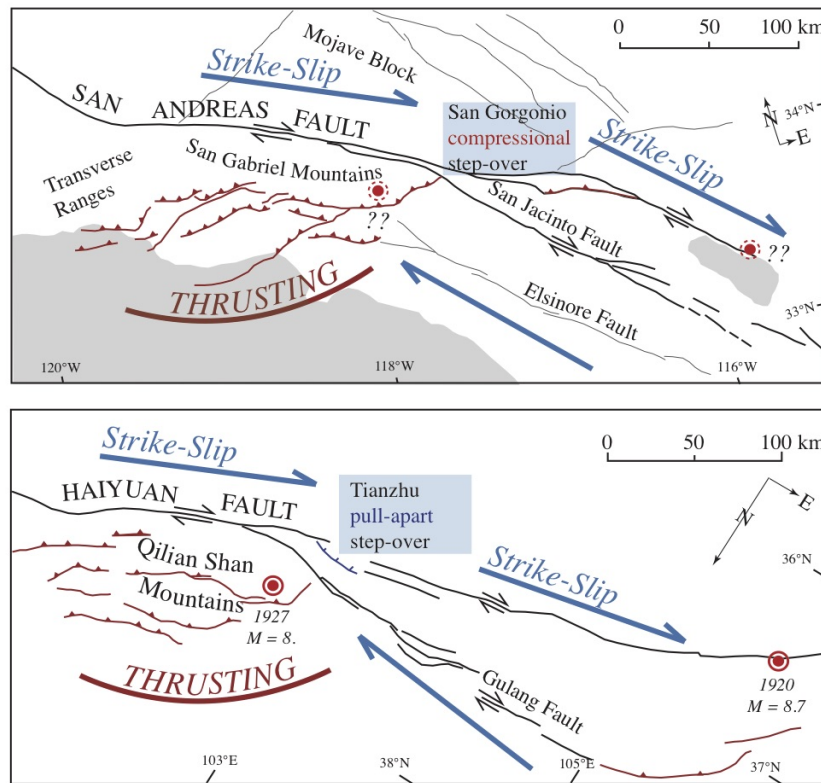 0 50 100 km
Strike-Slip
Mojave Block
SAN ANDREAS FAULT
San Gorgonio
compressional
step-over
N
E
34°N
Strike-Slip
San Gabriel Mountains
Transverse
Ranges
??
San Jacinto Fault
??
THRUSTING
Elsinore Fault
33°N
120°W
118°W
116°W
0 50 100 km
Strike-Slip
HAIYUAN FAULT
Tianzhu
pull-apart
step-over
N
E
36°N
Qilian Shan
Mountains
Strike-Slip
1927
M = 8.
THRUSTING
Gulang Fault
1920
M = 8.7
103°E
38°N
105°E
37°N